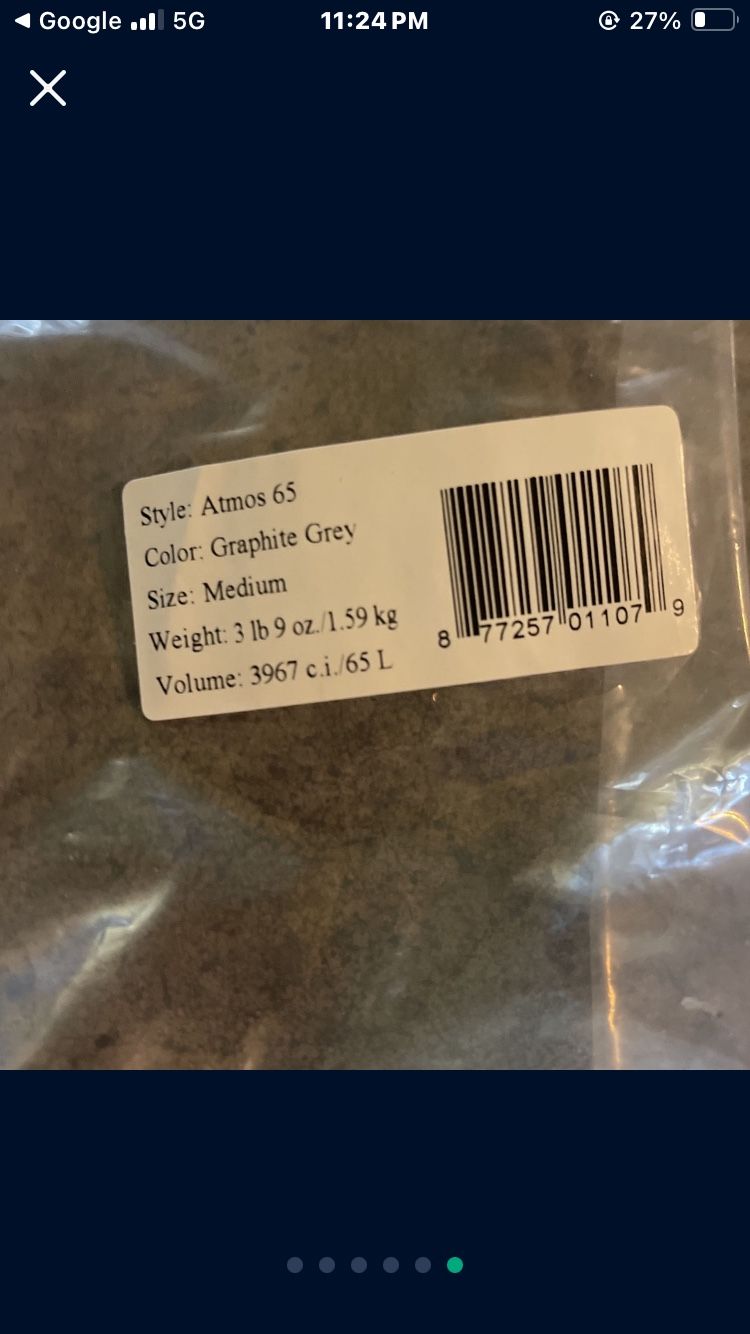 Google 5G 11:24 PM 27%
Style: Atmos 65
Color: Graphite Grey
Size: Medium
Weight: 3 lb 9 oz./1.59 kg
Volume: 3967 c.i./65 L
8 77257 01107 9